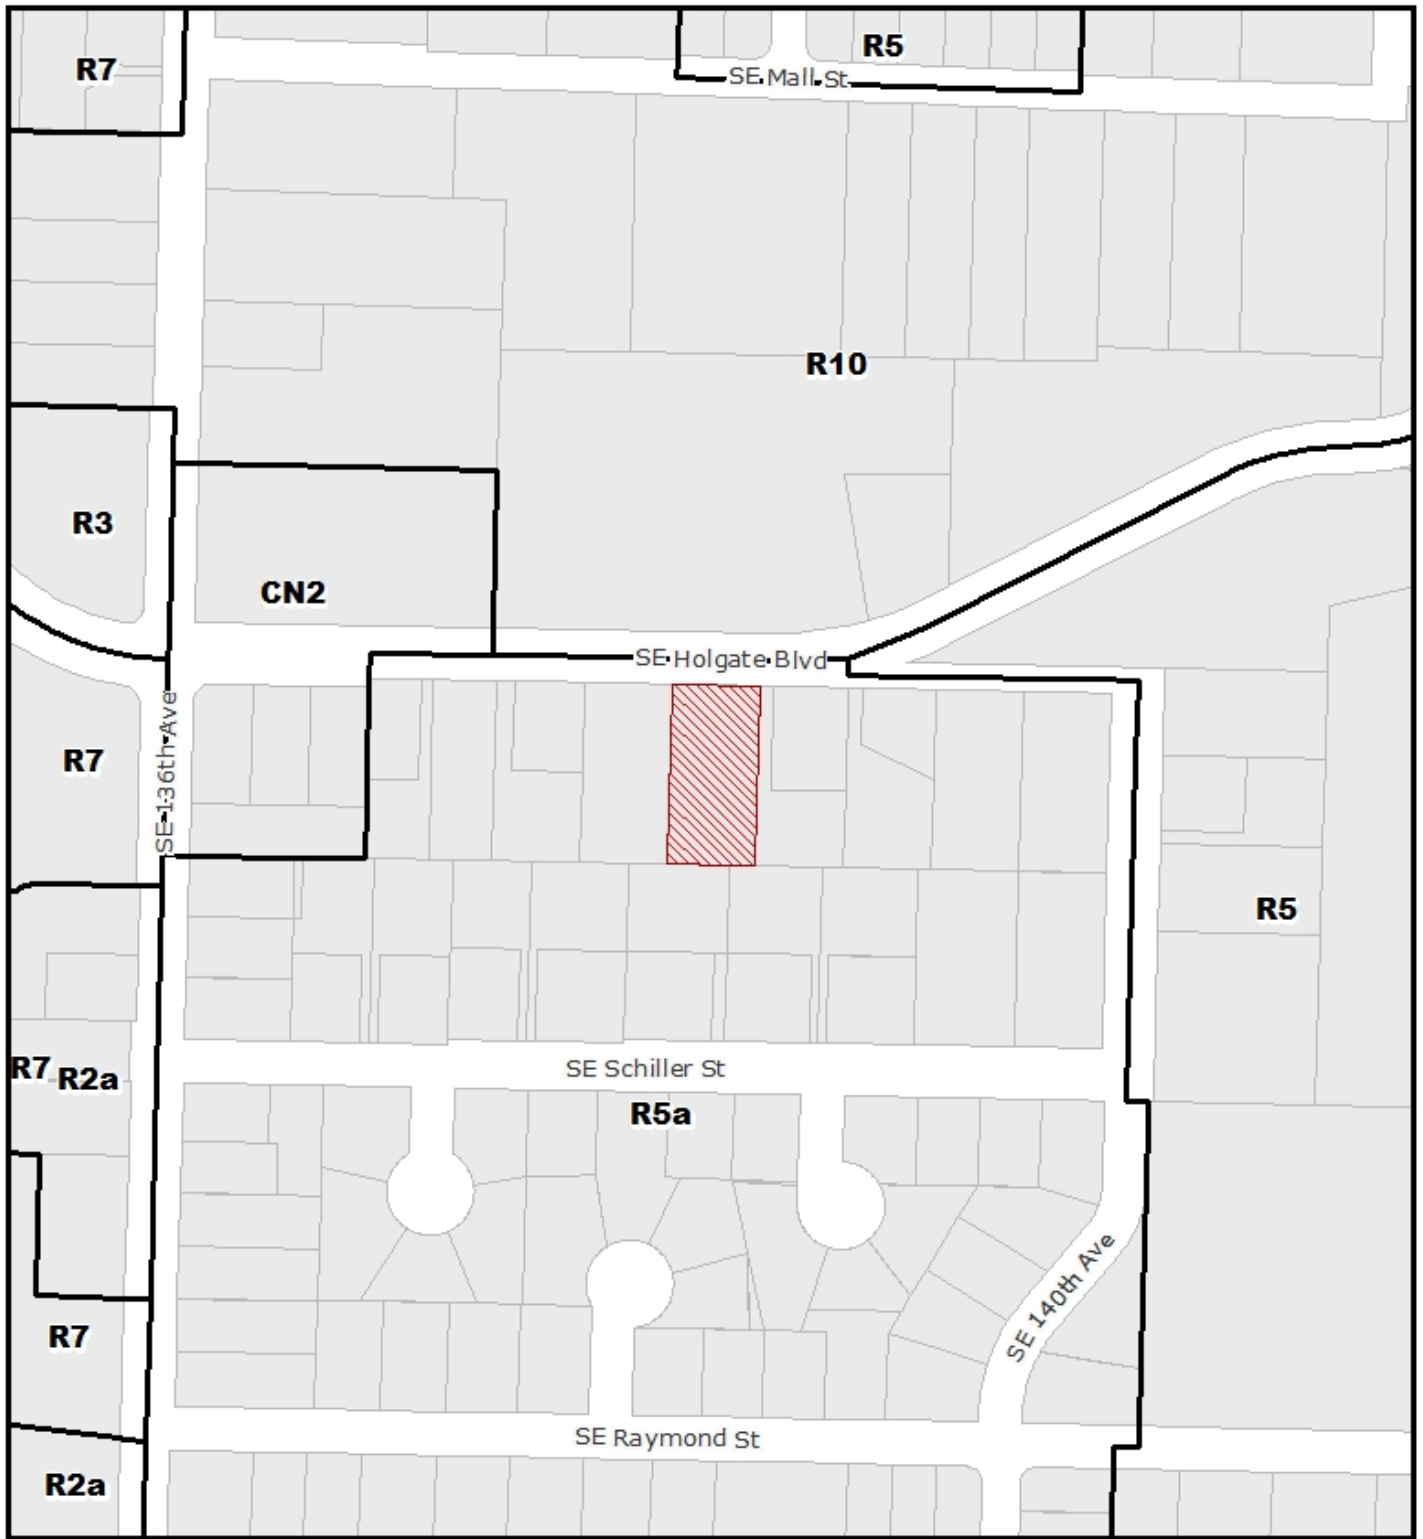 R5
R7
SE Mall St
R10
R3
CN2
SE Holgate Blvd
SE 136th Ave
R7
R5
R7
R2a
SE Schiller St
R5a
SE 140th Ave
R7
SE Raymond St
R2a